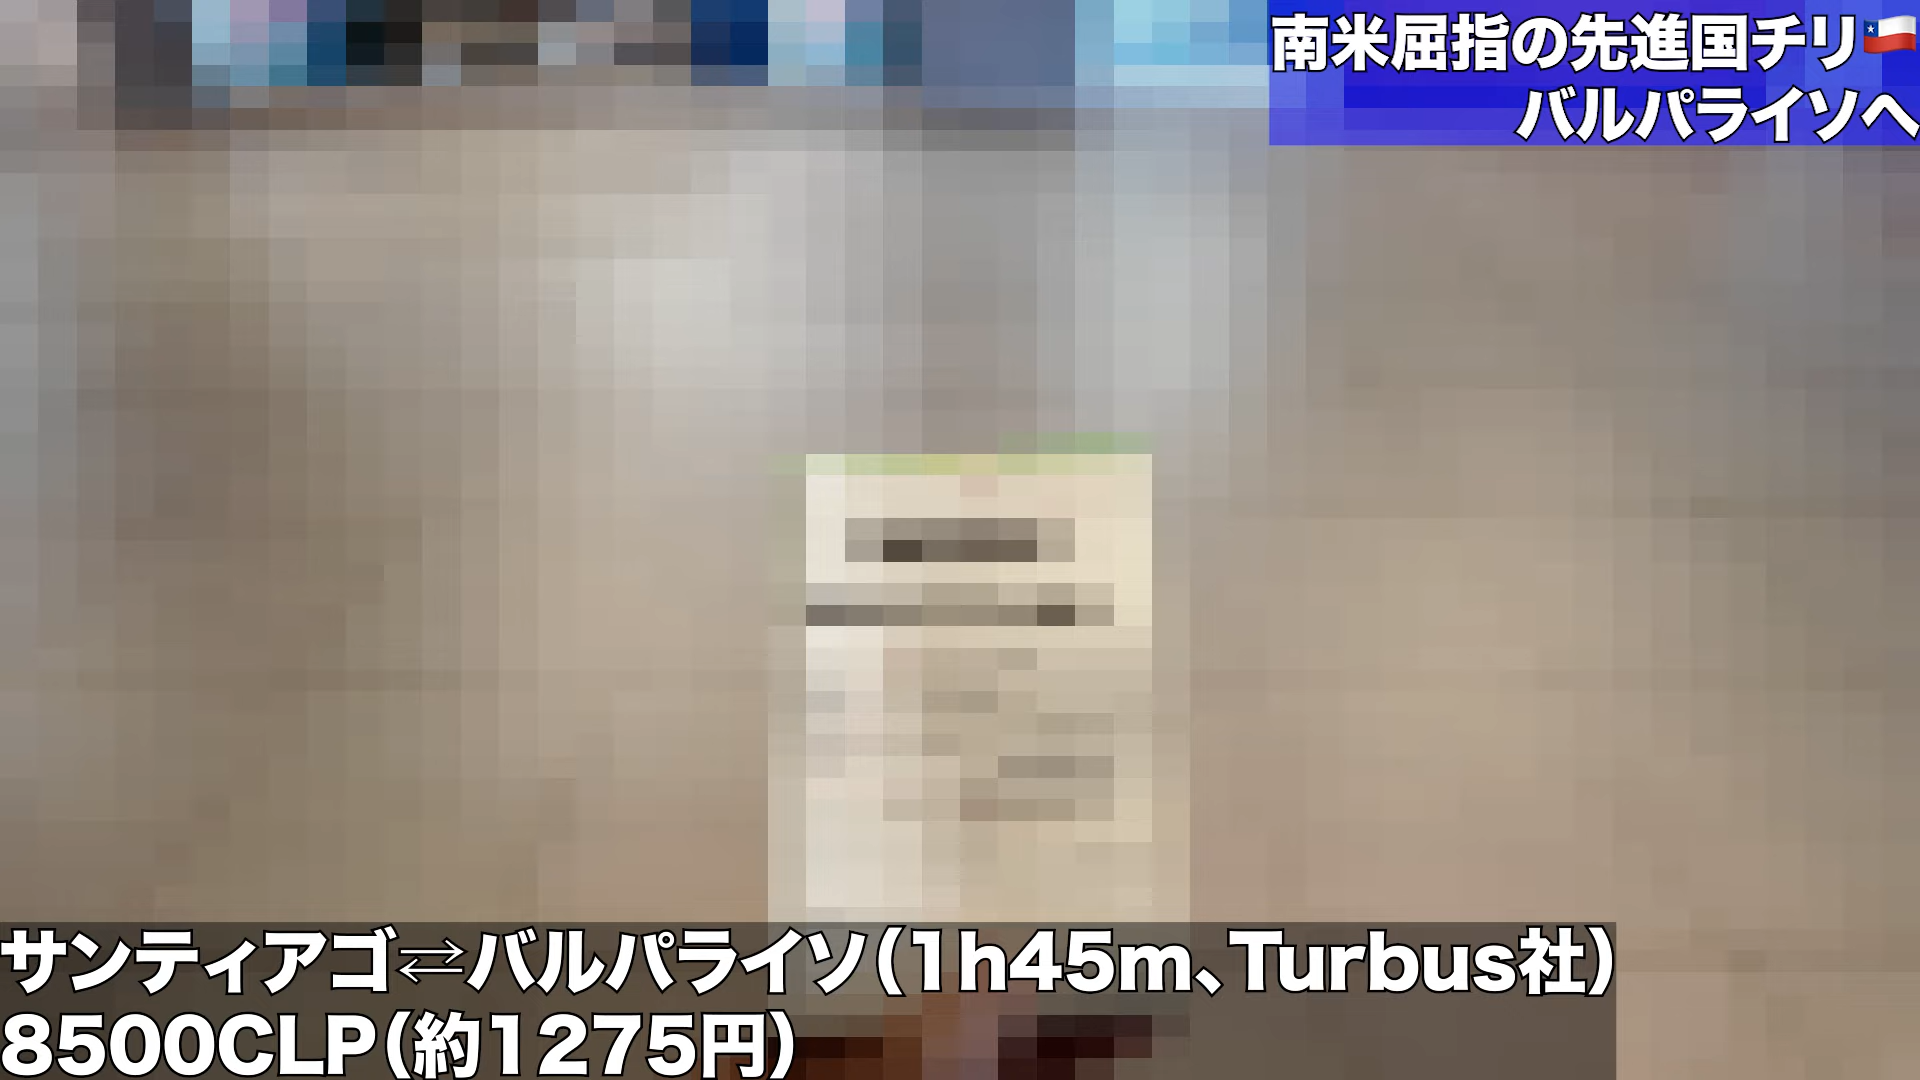 南米屈指の先進国チリ🇨🇱
バルパライソへ
サンティアゴ⇄バルパライソ(1h45m、Turbus社)
8500CLP(約1275円)